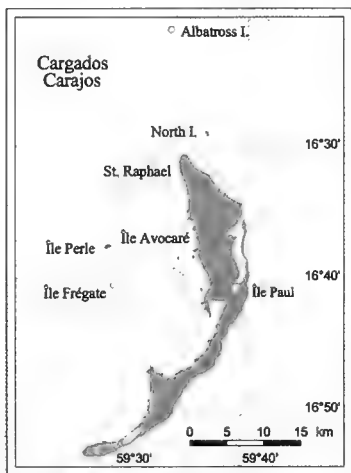 Albatross I.
Cargados
Carajos
North I.
16°30'
St. Raphael
Île Avocaré
Île Perle
16°40'
Île Frégate
Île Paul
16°50'
0 5 10 15 km
59°30' 59°40'